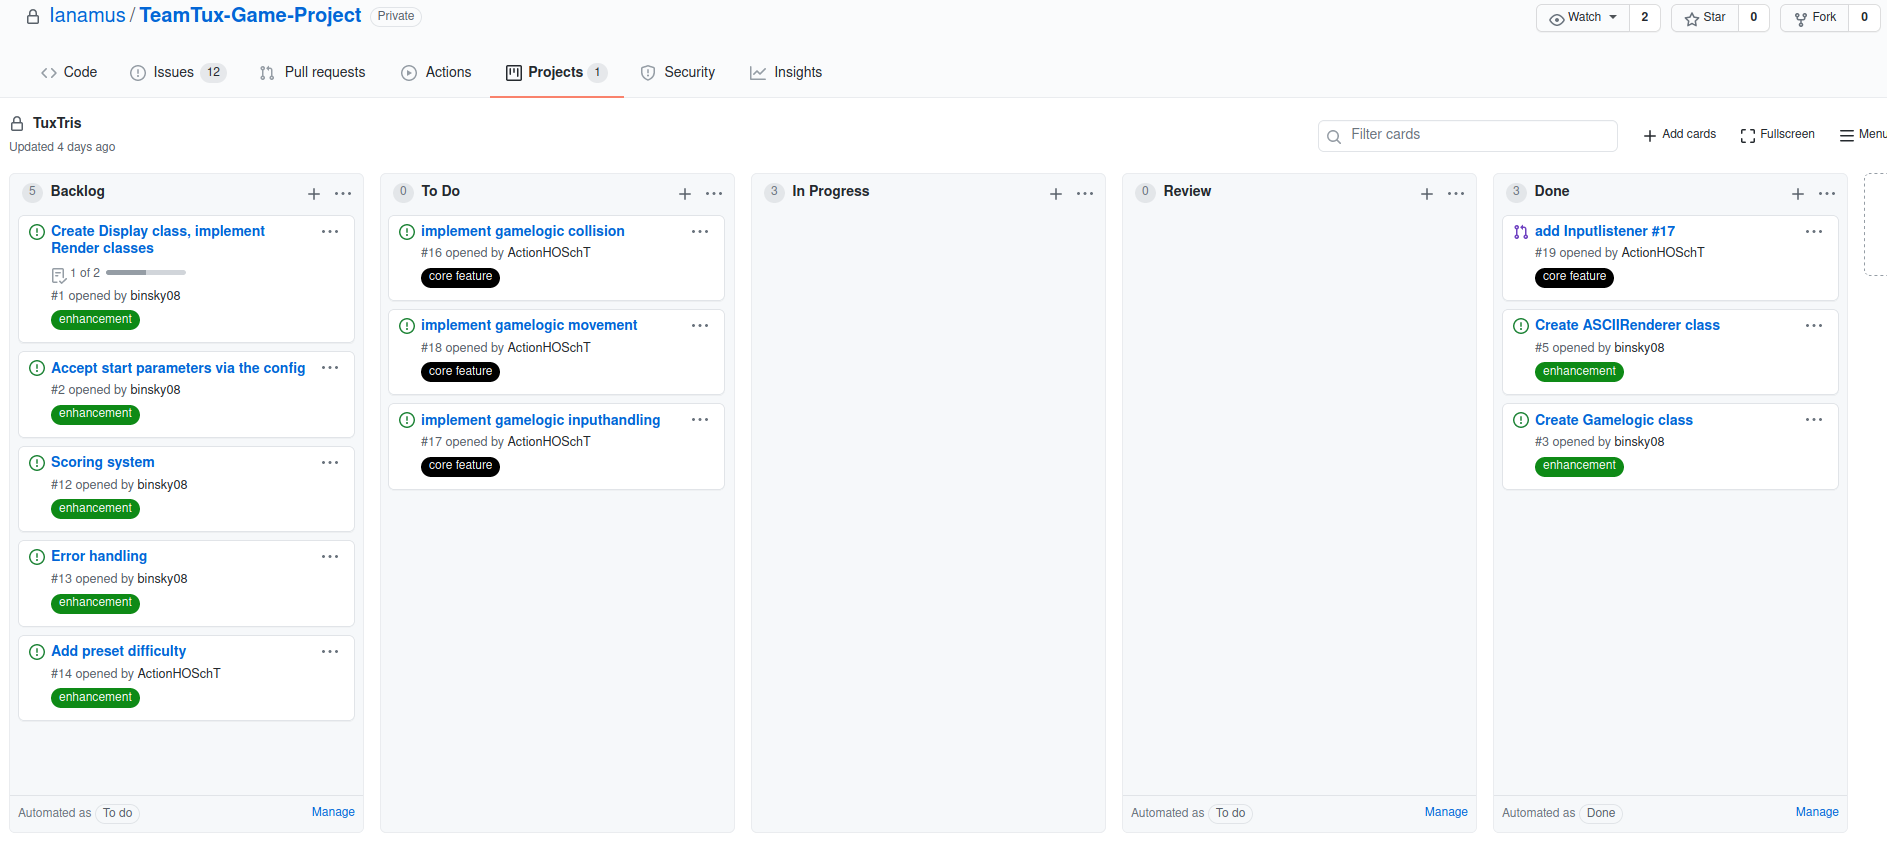 Ianamus / TeamTux-Game-Project Private
Watch 2 Star 0 Fork 0
Code Issues 12 Pull requests Actions Projects 1 Security Insights
TuxTris
Updated 4 days ago
Filter cards Add cards Fullscreen Menu
5 Backlog
Create Display class, implement
Render classes
1 of 2
#1 opened by binsky08
enhancement
Accept start parameters via the config
#2 opened by binsky08
enhancement
Scoring system
#12 opened by binsky08
enhancement
Error handling
#13 opened by binsky08
enhancement
Add preset difficulty
#14 opened by ActionHOSchT
enhancement
Automated as To do Manage
0 To Do
implement gamelogic collision
#16 opened by ActionHOSchT
core feature
implement gamelogic movement
#18 opened by ActionHOSchT
core feature
implement gamelogic inputhandling
#17 opened by ActionHOSchT
core feature
3 In Progress
0 Review
Automated as To do Manage
3 Done
add Inputlistener #17
#19 opened by ActionHOSchT
core feature
Create ASCIIRenderer class
#5 opened by binsky08
enhancement
Create Gamelogic class
#3 opened by binsky08
enhancement
Automated as Done Manage